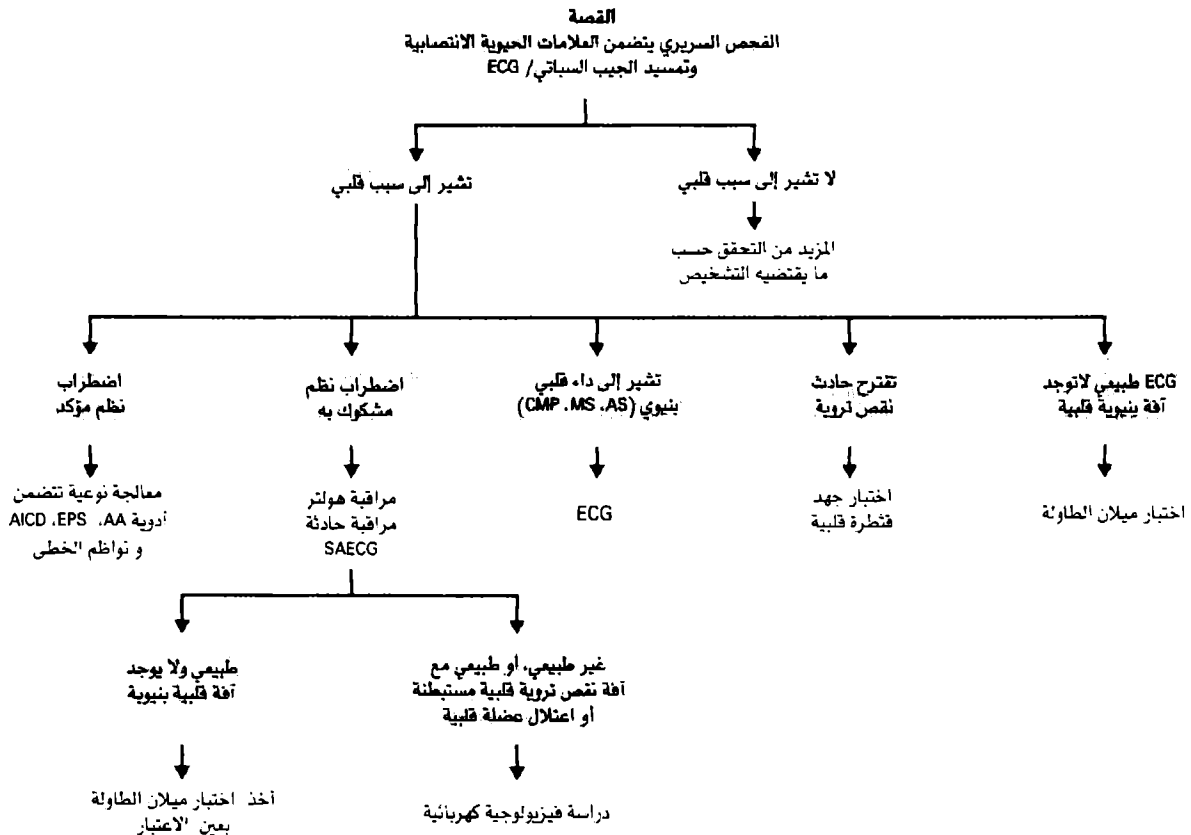 القصة
الفحص السريري يتضمن العلامات الحيوية الانتصابية
وتمسيد الجيب السباتي/ ECG
لا تشير إلى سبب قلبي
تشير إلى سبب قلبي
المزيد من التحقق حسب
ما يقتضيه التشخيص
ECG طبيعي لاتوجد
آفة بنيوية قلبية
تقترح حادث
نقص تروية
تشير إلى داء قلبي
بنيوي (CMP ،MS ،AS)
اضطراب نظم
مشكوك به
اضطراب
نظم مؤكد
اختبار ميلان الطاولة
اختبار جهد
قثطرة قلبية
ECG
مراقبة هولتر
مراقبة حادثة
SAECG
معالجة نوعية تتضمن
أدوية AICD ،EPS ،AA
و نواظم الخطى
غير طبيعي، أو طبيعي مع
آفة نقص تروية قلبية مستبطنة
أو اعتلال عضلة قلبية
طبيعي ولا يوجد
آفة قلبية بنيوية
دراسة فيزيولوجية كهربائية
أخذ اختبار ميلان الطاولة
بعين الاعتبار